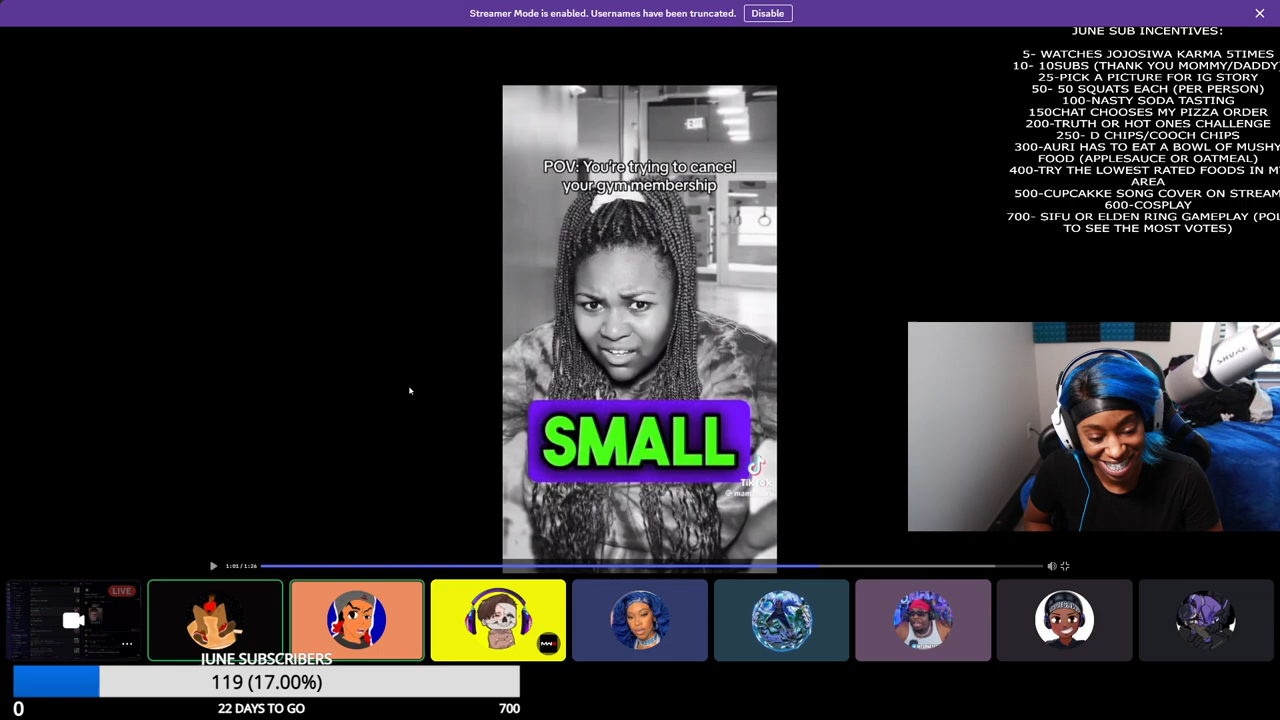 Streamer Mode is enabled. Usernames have been truncated. Disable
JUNE SUB INCENTIVES:
5- WATCHES JOJOSIWA KARMA 5TIMES
10- 10SUBS (THANK YOU MOMMY/DADDY)
25-PICK A PICTURE FOR IG STORY
50- 50 SQUATS EACH (PER PERSON)
100-NASTY SODA TASTING
150CHAT CHOOSES MY PIZZA ORDER
200-TRUTH OR HOT ONES CHALLENGE
250- D CHIPS/COOCH CHIPS
300-AURI HAS TO EAT A BOWL OF MUSHY
FOOD (APPLESAUCE OR OATMEAL)
400-TRY THE LOWEST RATED FOODS IN
AREA
500-CUPCAKKE SONG COVER ON STREAM
600-COSPLAY
700- SIFU OR ELDEN RING GAMEPLAY
TO SEE THE MOST VOTES)
EXIT
POV: You're trying to cancel
your gym membership
SMALL
TikTok
SHURE
1:01 / 1:26
LIVE
JUNE SUBSCRIBERS
119 (17.00%)
0
22 DAYS TO GO
700